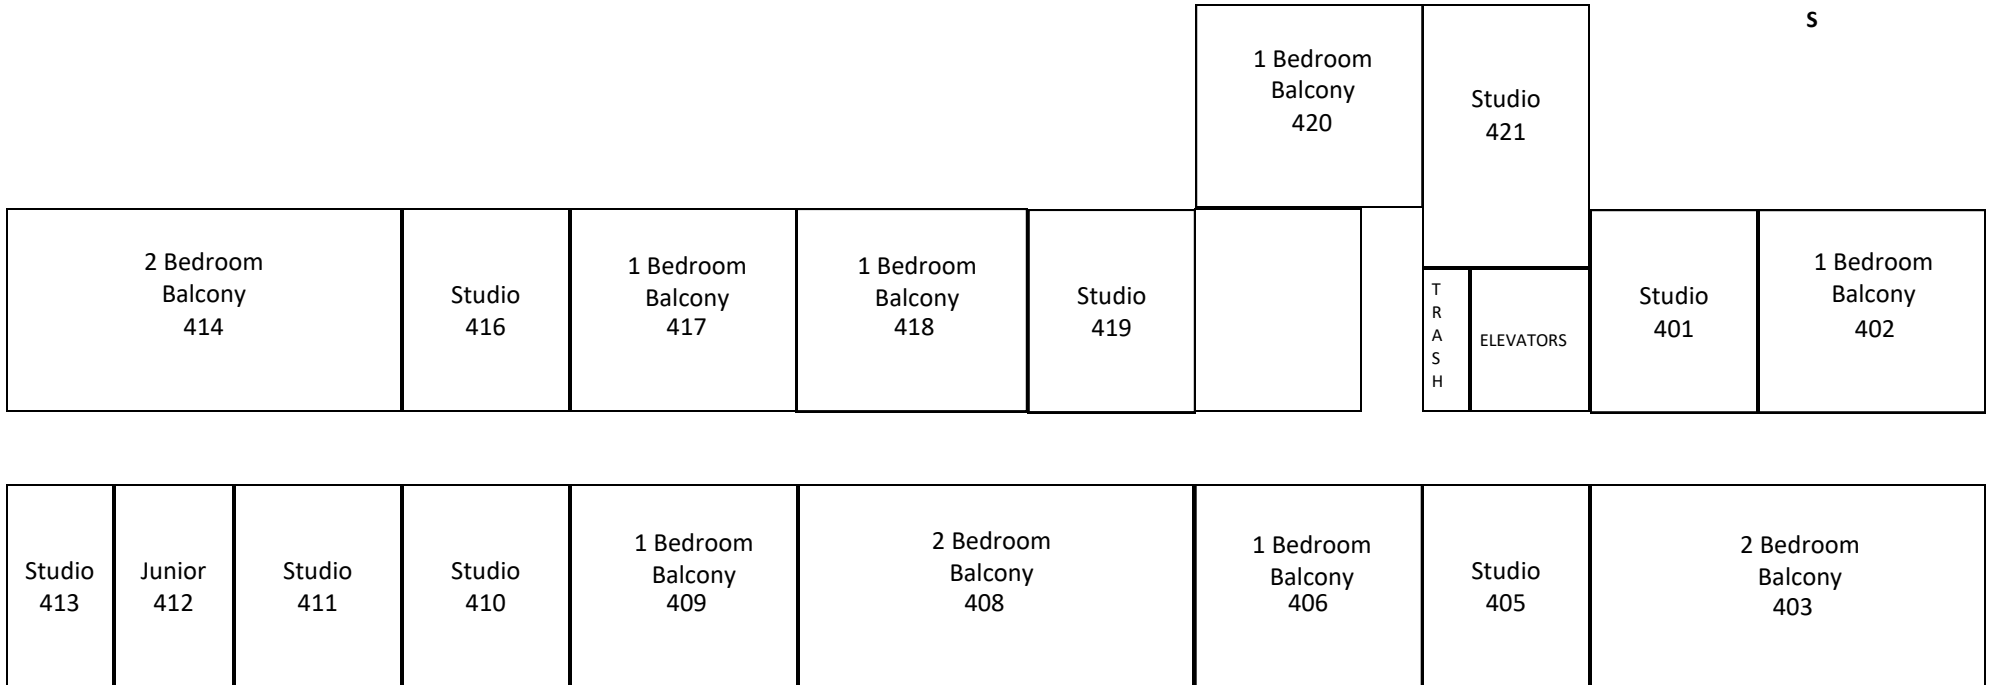 S
1 Bedroom
Balcony
420
Studio
421
2 Bedroom
Balcony
414
Studio
416
1 Bedroom
Balcony
417
1 Bedroom
Balcony
418
Studio
419
T
R
A
S
H
ELEVATORS
Studio
401
1 Bedroom
Balcony
402
Studio
413
Junior
412
Studio
411
Studio
410
1 Bedroom
Balcony
409
2 Bedroom
Balcony
408
1 Bedroom
Balcony
406
Studio
405
2 Bedroom
Balcony
403